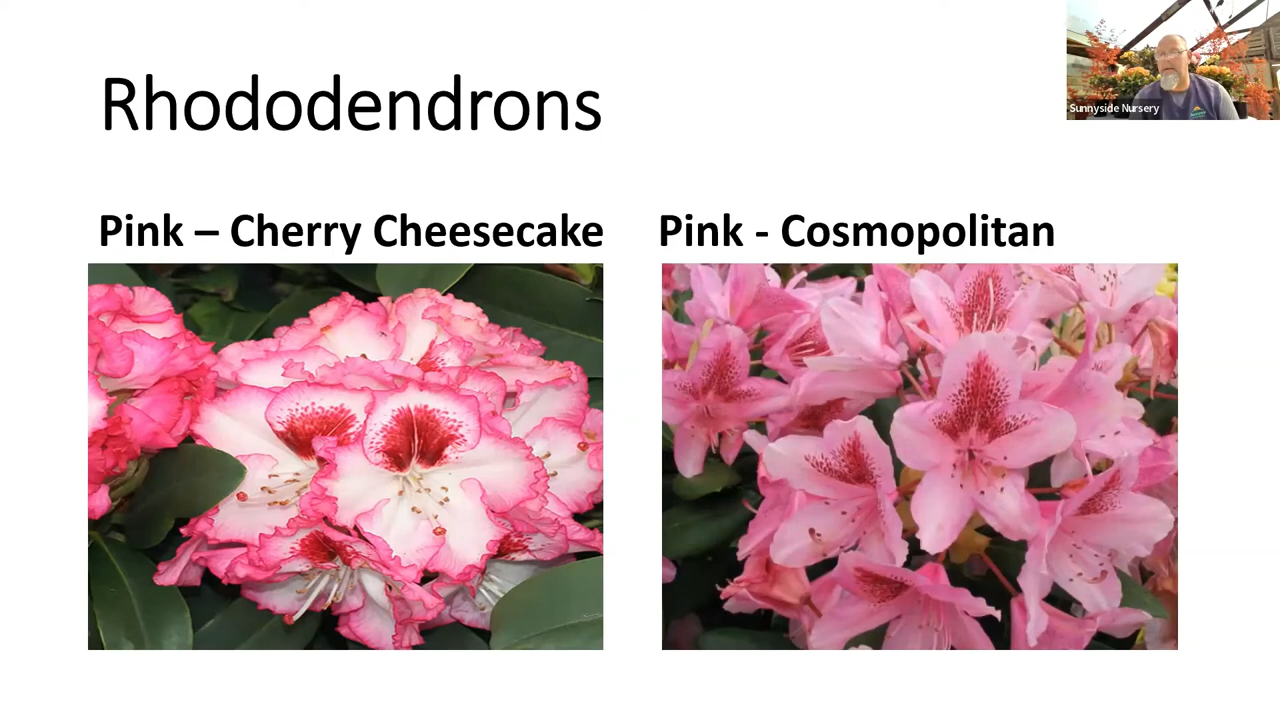 Rhododendrons
Sunnyside Nursery
Pink – Cherry Cheesecake
Pink - Cosmopolitan